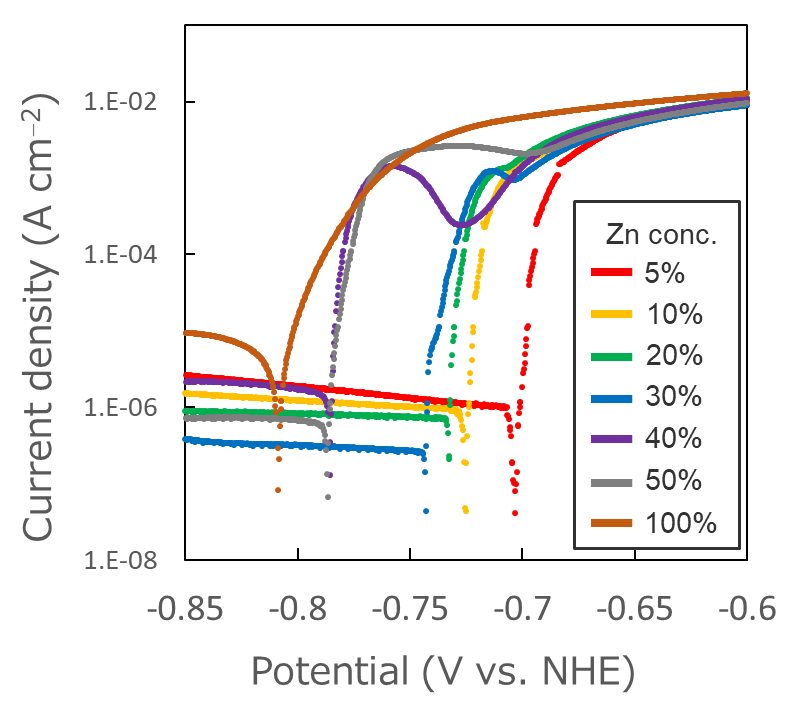 Current density (A cm⁻²)
1.E-02
1.E-04
1.E-06
1.E-08
Zn conc.
5%
10%
20%
30%
40%
50%
100%
-0.85 -0.8 -0.75 -0.7 -0.65 -0.6
Potential (V vs. NHE)